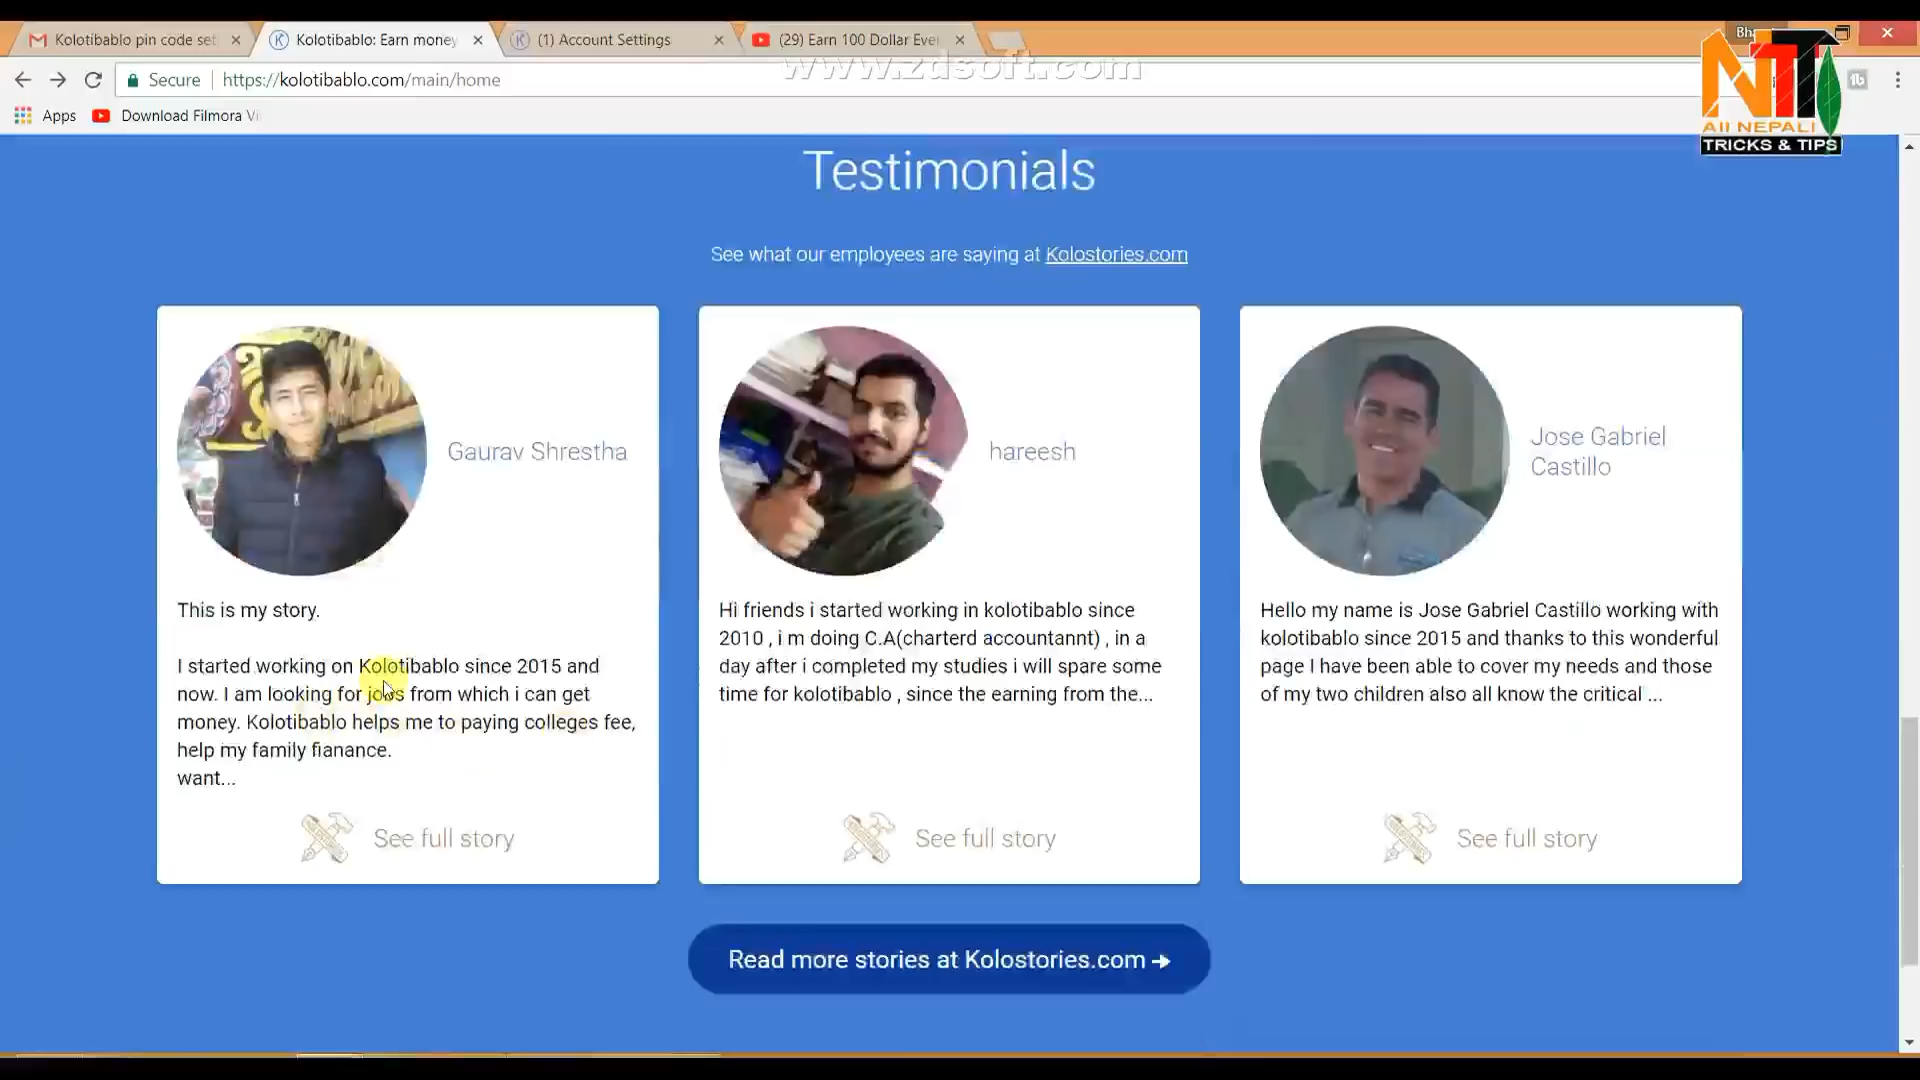 Kolotibablo pin code set
Kolotibablo: Earn money
(1) Account Settings
(29) Earn 100 Dollar Eve
www.zdsoft.com
Secure
https://kolotibablo.com/main/home
Apps
Download Filmora Vi
NTT
All NEPALI
TRICKS & TIPS
Testimonials
See what our employees are saying at Kolostories.com
Gaurav Shrestha
This is my story.
I started working on Kolotibablo since 2015 and
now. I am looking for jobs from which i can get
money. Kolotibablo helps me to paying colleges fee,
help my family fianance.
want...
See full story
hareesh
Hi friends i started working in kolotibablo since
2010 , i m doing C.A(charterd accountannt) , in a
day after i completed my studies i will spare some
time for kolotibablo , since the earning from the...
See full story
Jose Gabriel
Castillo
Hello my name is Jose Gabriel Castillo working with
kolotibablo since 2015 and thanks to this wonderful
page I have been able to cover my needs and those
of my two children also all know the critical ...
See full story
Read more stories at Kolostories.com →